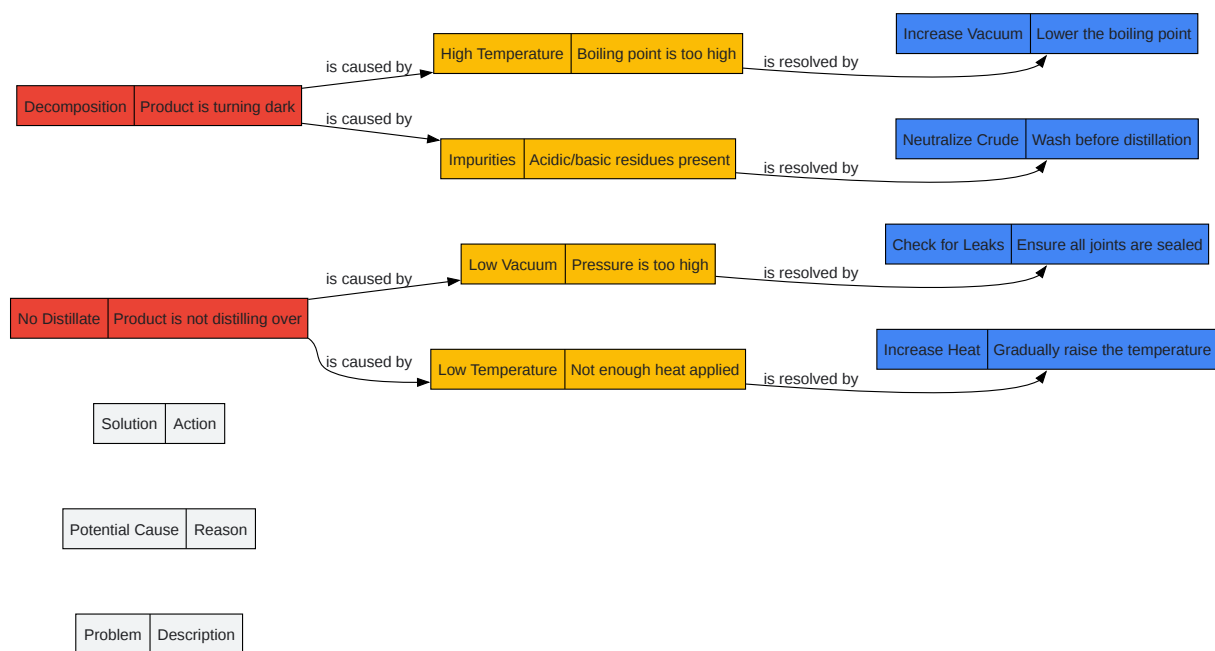 Increase Vacuum Lower the boiling point
High Temperature Boiling point is too high
is resolved by
is caused by
Decomposition Product is turning dark
is caused by
Neutralize Crude Wash before distillation
Impurities Acidic/basic residues present
is resolved by
Check for Leaks Ensure all joints are sealed
Low Vacuum Pressure is too high
is resolved by
is caused by
No Distillate Product is not distilling over
Increase Heat Gradually raise the temperature
is caused by
Low Temperature Not enough heat applied
is resolved by
Solution Action
Potential Cause Reason
Problem Description